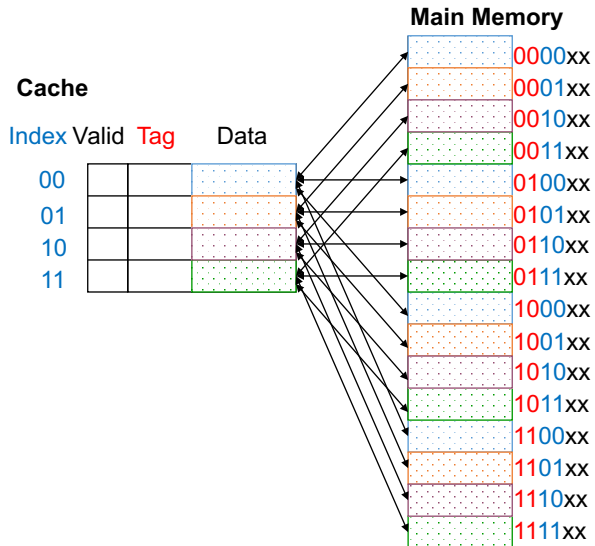 Main Memory
Cache
Index Valid Tag Data
00
01
10
11
0000xx
0001xx
0010xx
0011xx
0100xx
0101xx
0110xx
0111xx
1000xx
1001xx
1010xx
1011xx
1100xx
1101xx
1110xx
1111xx